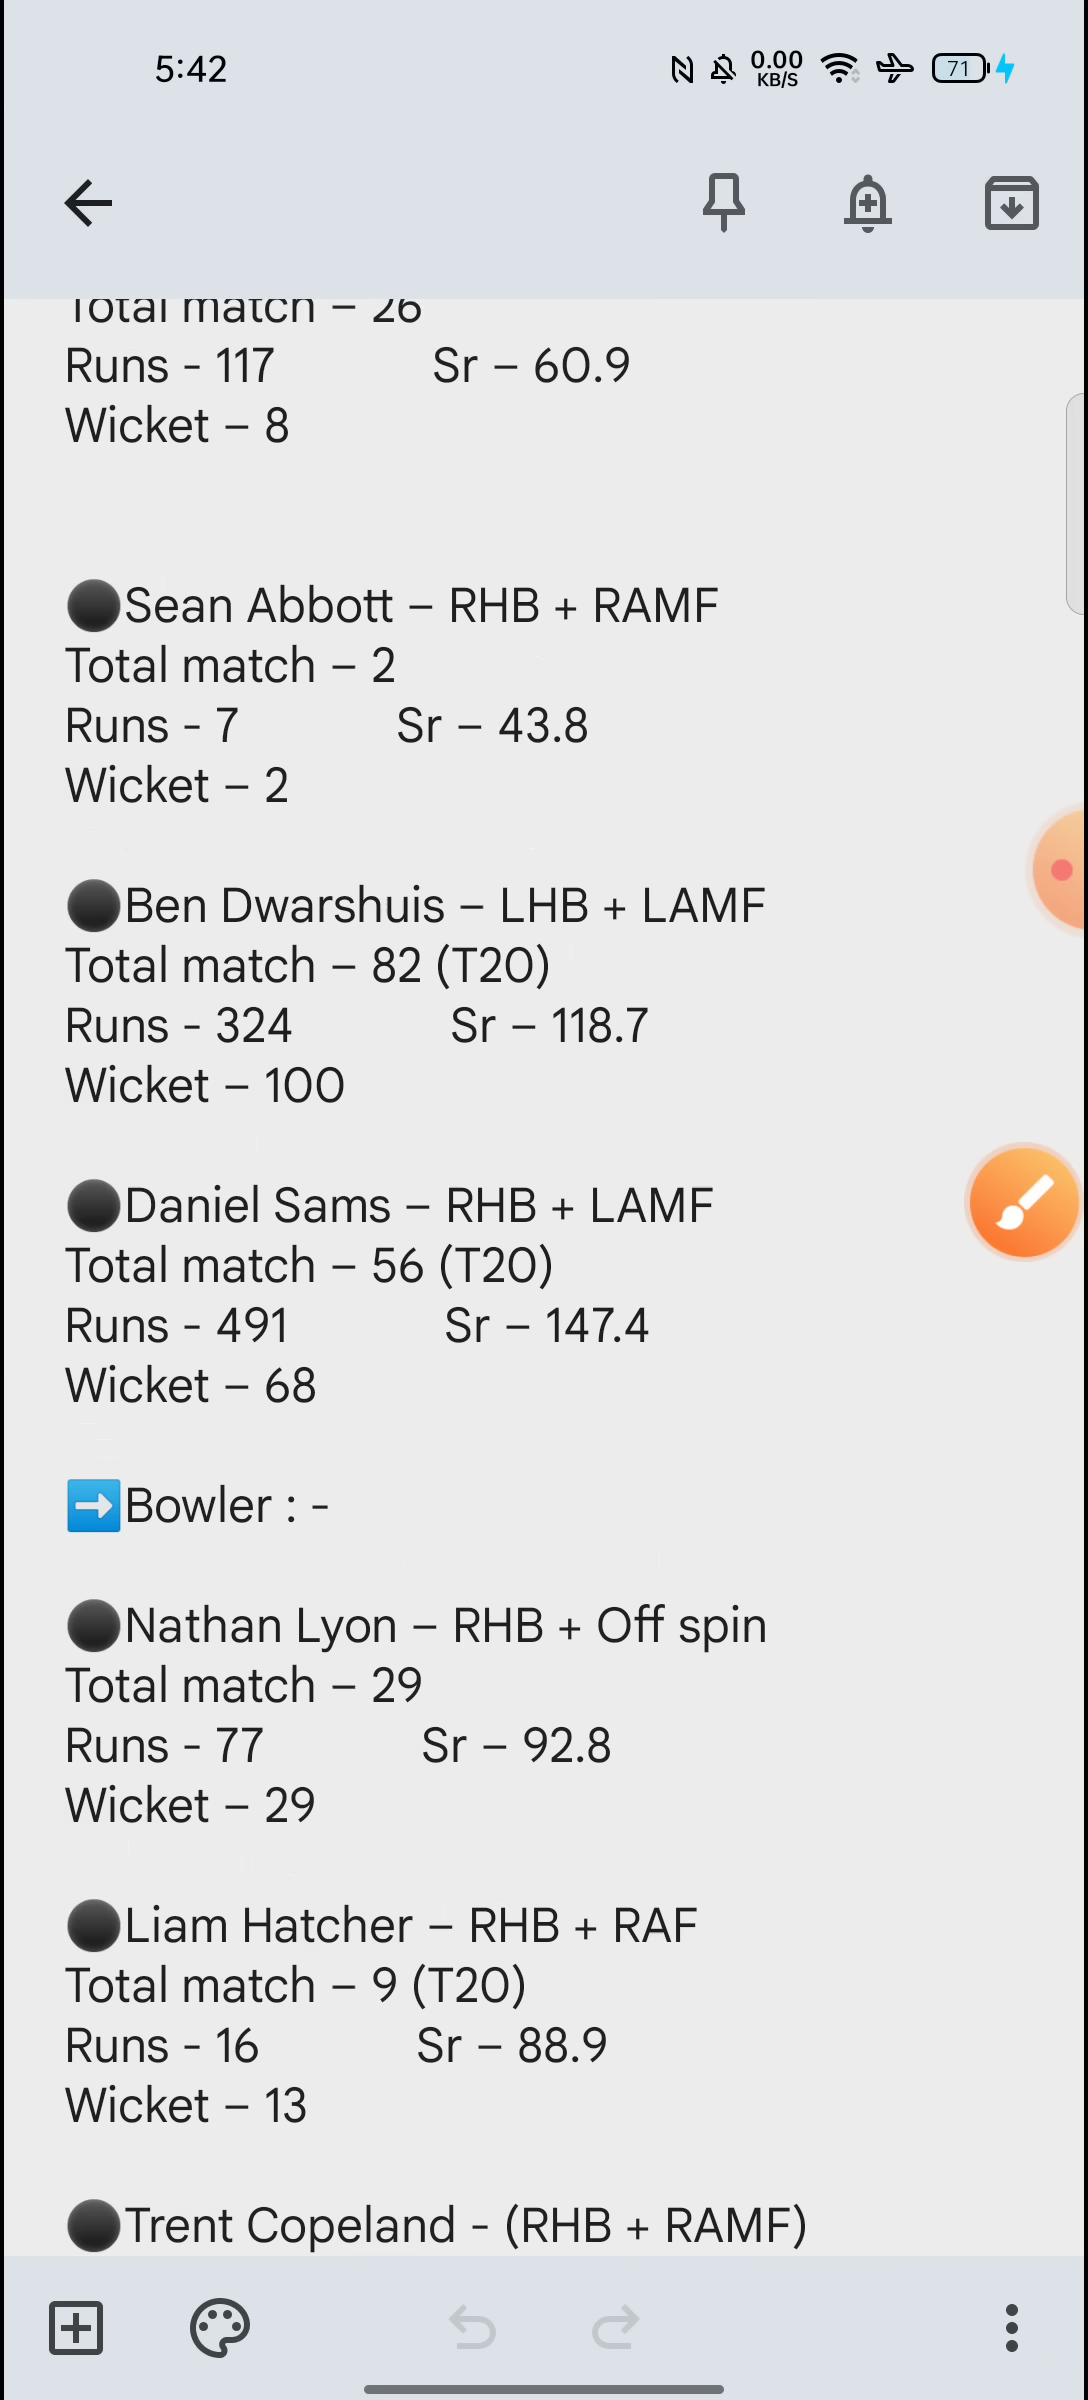 5:42
0.00
KB/S
71
Total match – 26
Runs - 117 Sr – 60.9
Wicket – 8
⚫Sean Abbott – RHB + RAMF
Total match – 2
Runs - 7 Sr – 43.8
Wicket – 2
⚫Ben Dwarshuis – LHB + LAMF
Total match – 82 (T20)
Runs - 324 Sr – 118.7
Wicket – 100
⚫Daniel Sams – RHB + LAMF
Total match – 56 (T20)
Runs - 491 Sr – 147.4
Wicket – 68
➡️Bowler : -
⚫Nathan Lyon – RHB + Off spin
Total match – 29
Runs - 77 Sr – 92.8
Wicket – 29
⚫Liam Hatcher – RHB + RAF
Total match – 9 (T20)
Runs - 16 Sr – 88.9
Wicket – 13
⚫Trent Copeland - (RHB + RAMF)